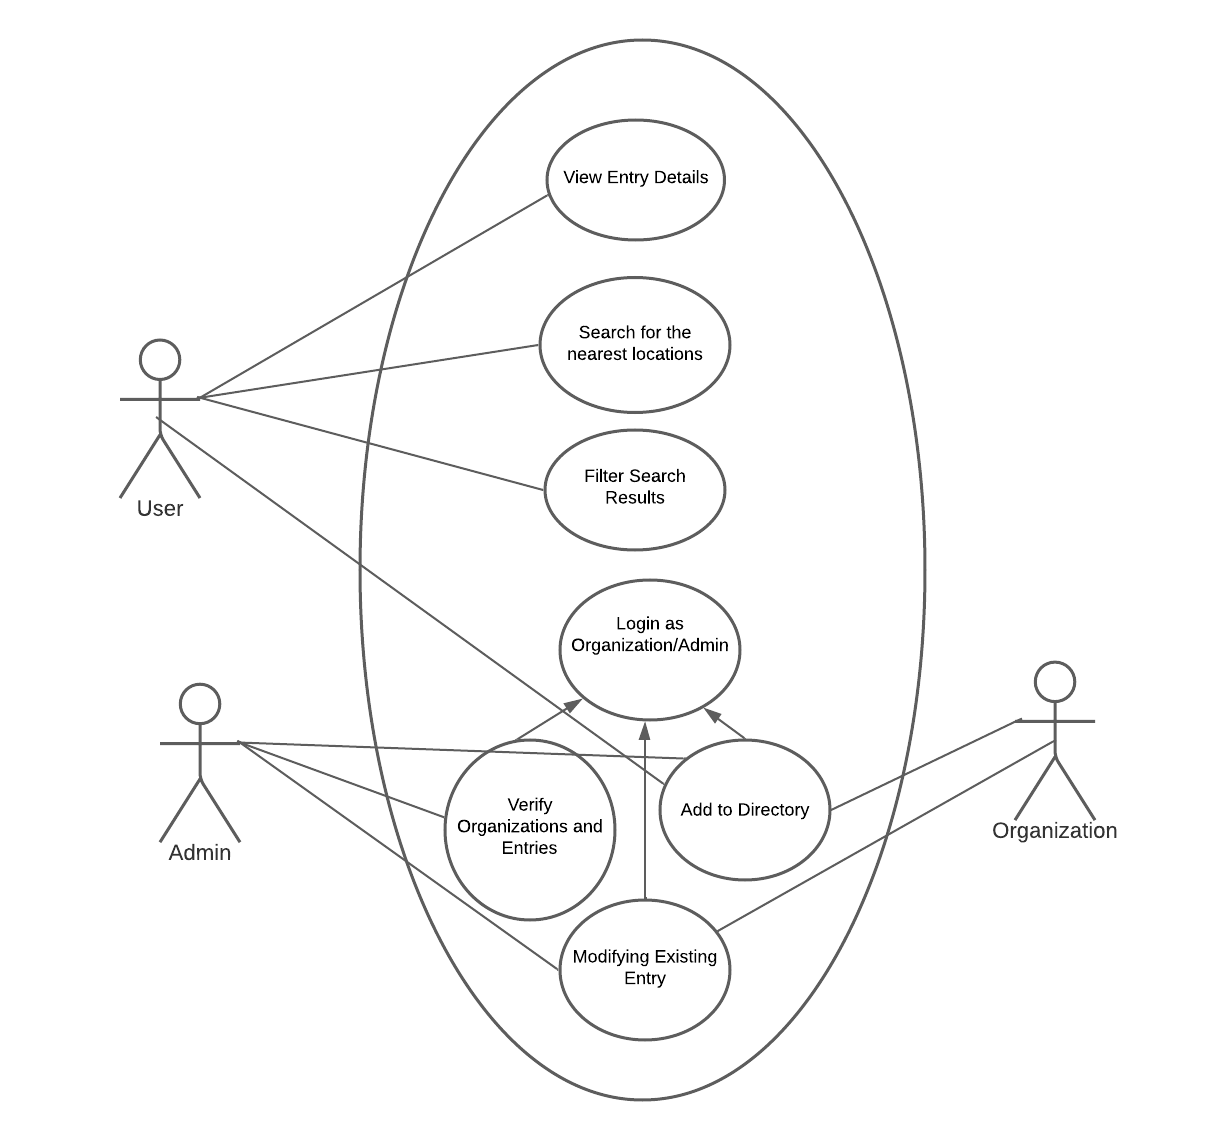 View Entry Details
Search for the
nearest locations
Filter Search
Results
User
Login as
Organization/Admin
Verify
Organizations and
Entries
Add to Directory
Organization
Admin
Modifying Existing
Entry